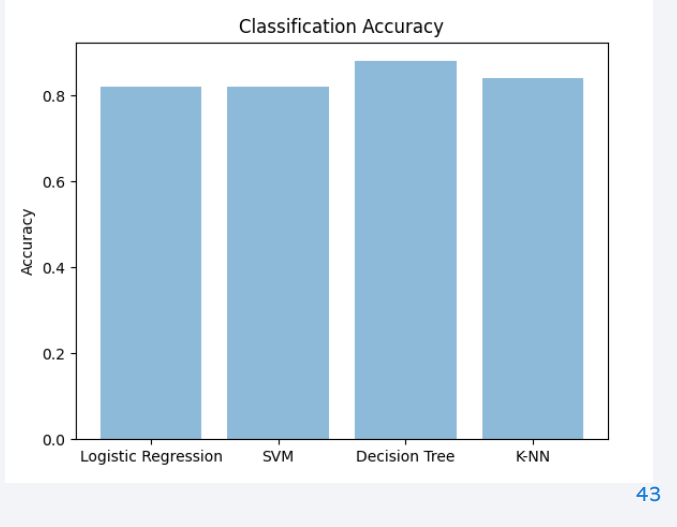 Classification Accuracy
Accuracy
0.8
0.6
0.4
0.2
0.0
Logistic Regression SVM Decision Tree K-NN
43